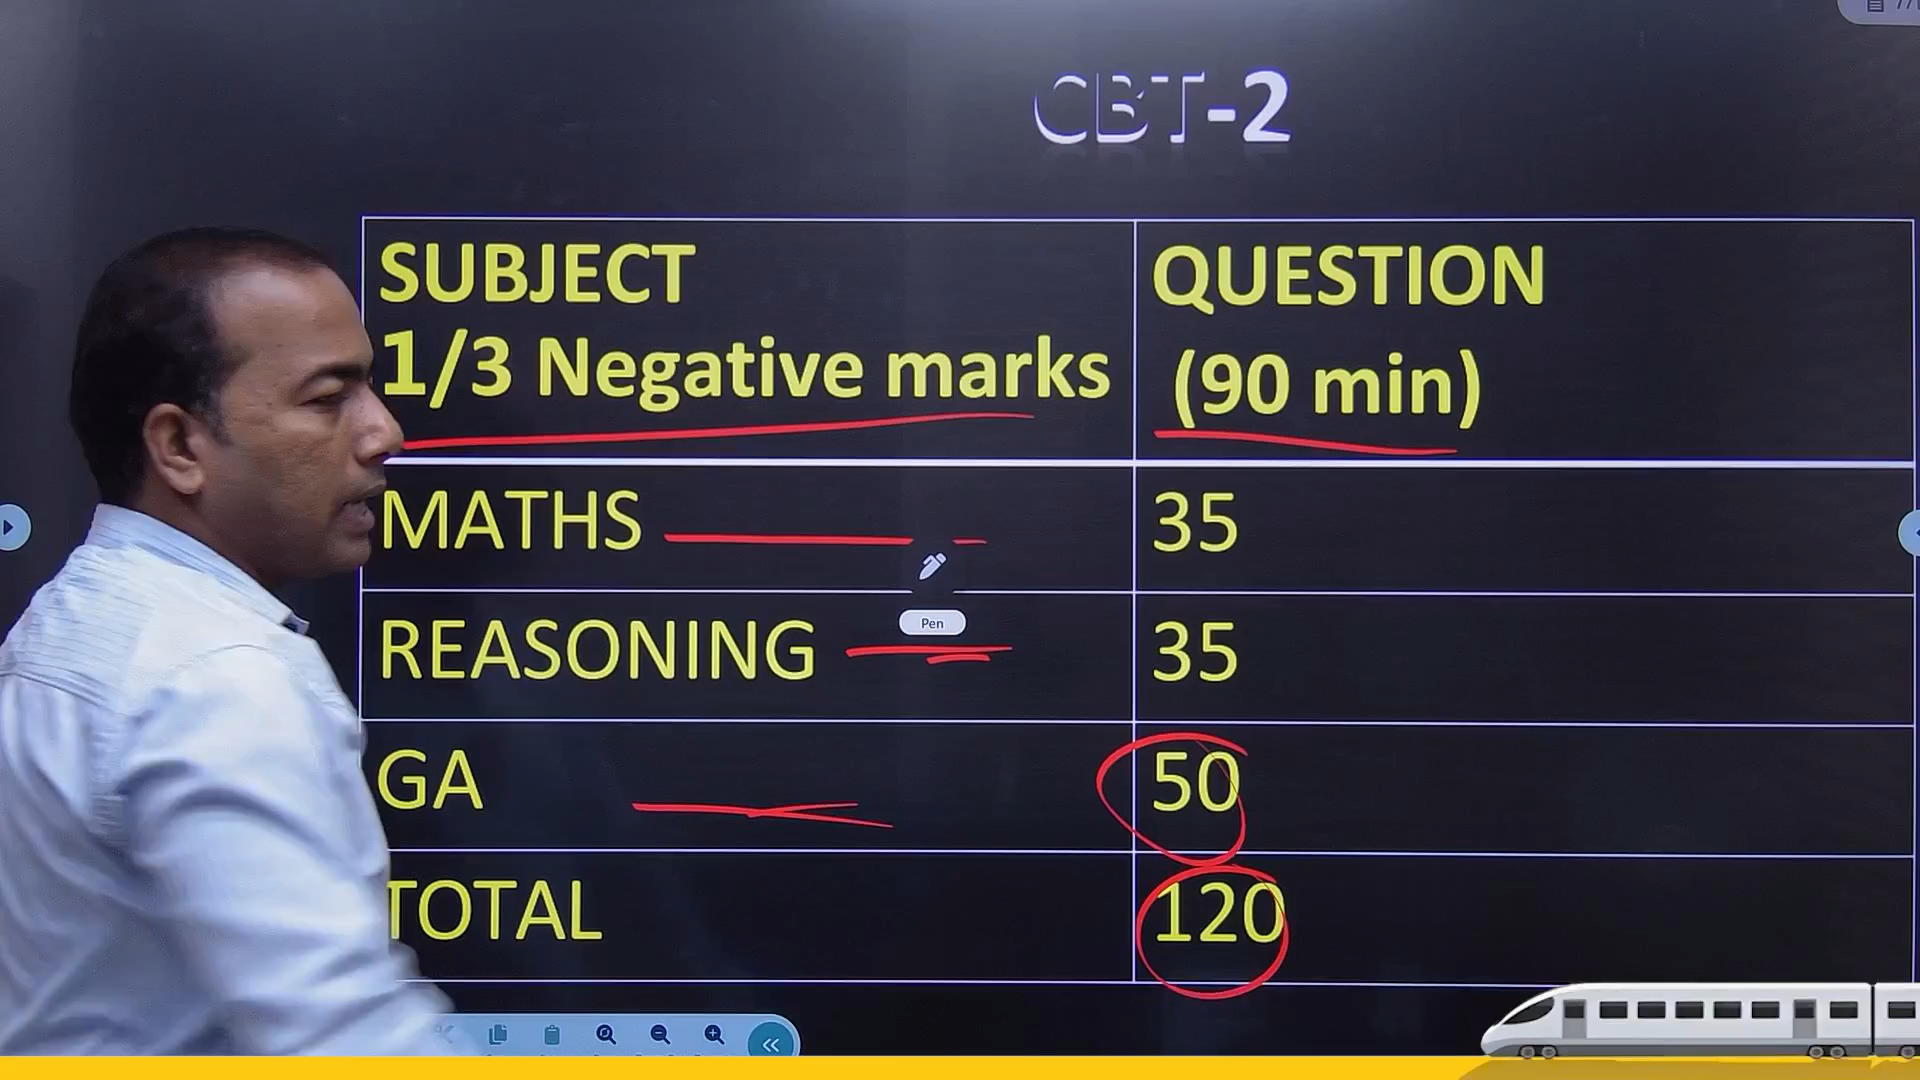 CBT-2
SUBJECT
1/3 Negative marks
QUESTION
(90 min)
MATHS
35
Pen
REASONING
35
GA
50
TOTAL
120